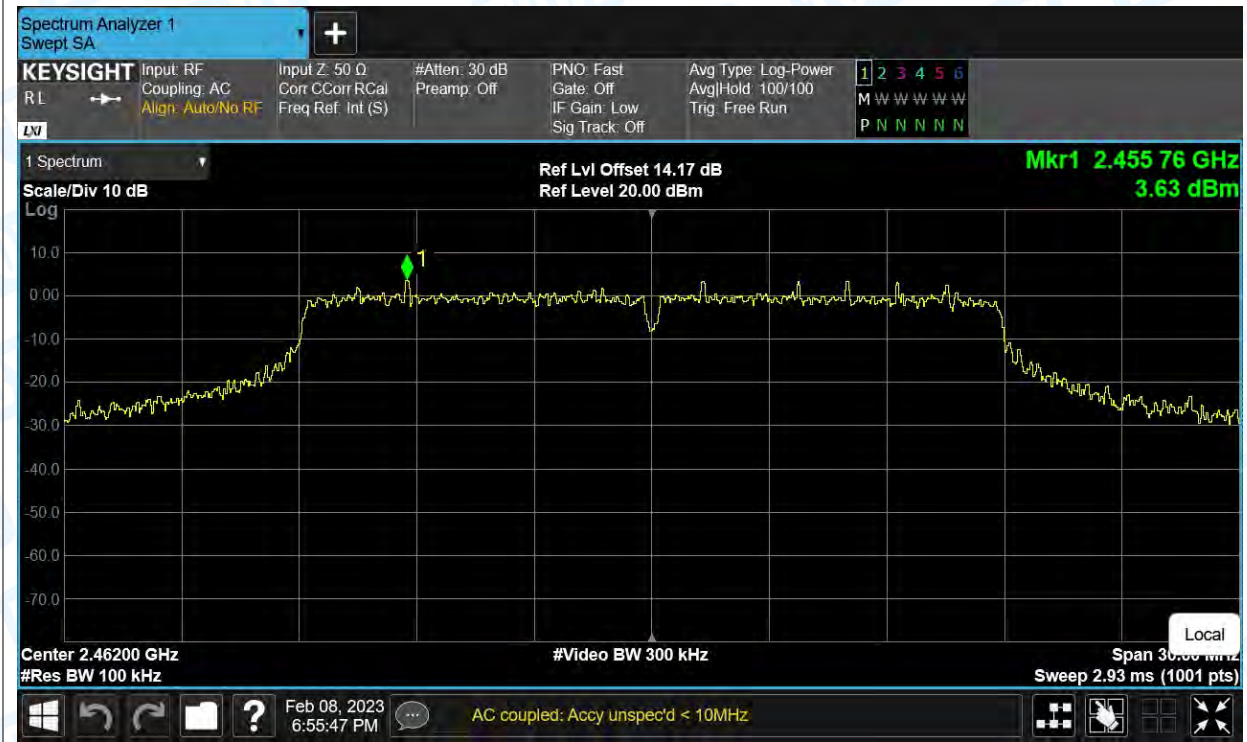 Spectrum Analyzer 1
Swept SA
+
KEYSIGHT
R L
LXI
Input: RF
Coupling: AC
Align: Auto/No RF
Input Z: 50 Ω
Corr CCorr RCal
Freq Ref: Int (S)
#Atten: 30 dB
Preamp: Off
PNO: Fast
Gate: Off
IF Gain: Low
Sig Track: Off
Avg Type: Log-Power
Avg|Hold: 100/100
Trig: Free Run
1 2 3 4 5 6
M W W W W W W
P N N N N N N
1 Spectrum
Scale/Div 10 dB
Log
Ref Lvl Offset 14.17 dB
Ref Level 20.00 dBm
Mkr1 2.455 76 GHz
3.63 dBm
1
10.0
0.00
-10.0
-20.0
-30.0
-40.0
-50.0
-60.0
-70.0
Local
Center 2.46200 GHz
#Res BW 100 kHz
#Video BW 300 kHz
Span 30.00 MHz
Sweep 2.93 ms (1001 pts)
?
Feb 08, 2023
6:55:47 PM
AC coupled: Accy unspec'd < 10MHz